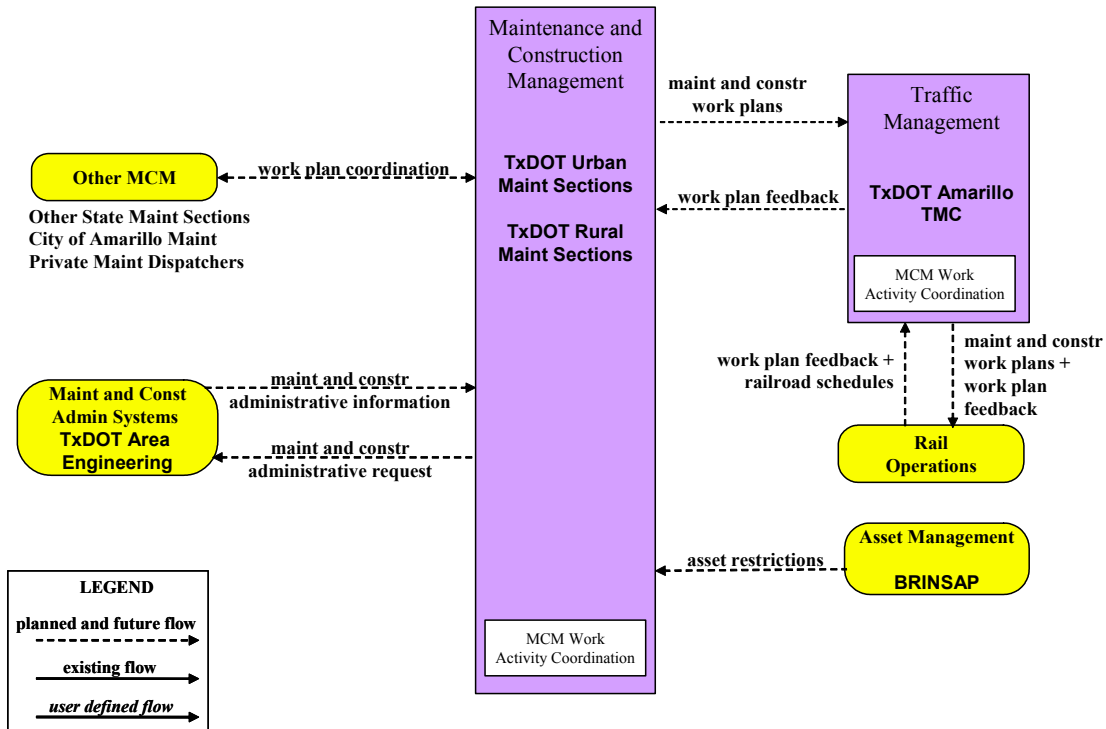 Maintenance and
Construction
Management
TxDOT Urban
Maint Sections
TxDOT Rural
Maint Sections
MCM Work
Activity Coordination
maint and constr
work plans
work plan feedback
Traffic
Management
TxDOT Amarillo
TMC
MCM Work
Activity Coordination
Other MCM
Other State Maint Sections
City of Amarillo Maint
Private Maint Dispatchers
work plan coordination
Maint and Const
Admin Systems
TxDOT Area
Engineering
maint and constr
administrative information
maint and constr
administrative request
work plan feedback +
railroad schedules
maint and constr
work plans +
work plan
feedback
Rail
Operations
Asset Management
BRINSAP
asset restrictions
LEGEND
planned and future flow
existing flow
user defined flow